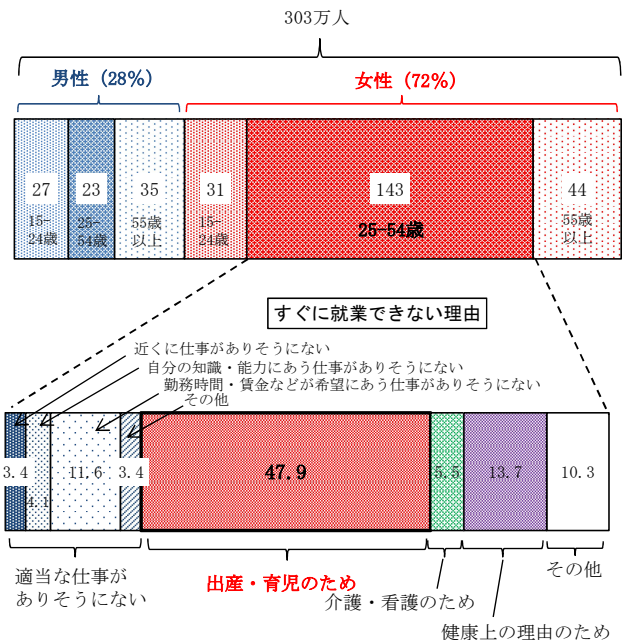 303万人
男性（28%）
女性（72%）
27
15-
24歳
23
25-
54歳
35
55歳
以上
31
15-
24歳
143
25-54歳
44
55歳
以上
すぐに就業できない理由
近くに仕事がありそうにない
自分の知識・能力にあう仕事がありそうにない
勤務時間・賃金などが希望にあう仕事がありそうにない
その他
3.4
4.1
11.6
3.4
47.9
5.5
13.7
10.3
適当な仕事が
ありそうにない
出産・育児のため
介護・看護のため
健康上の理由のため
その他